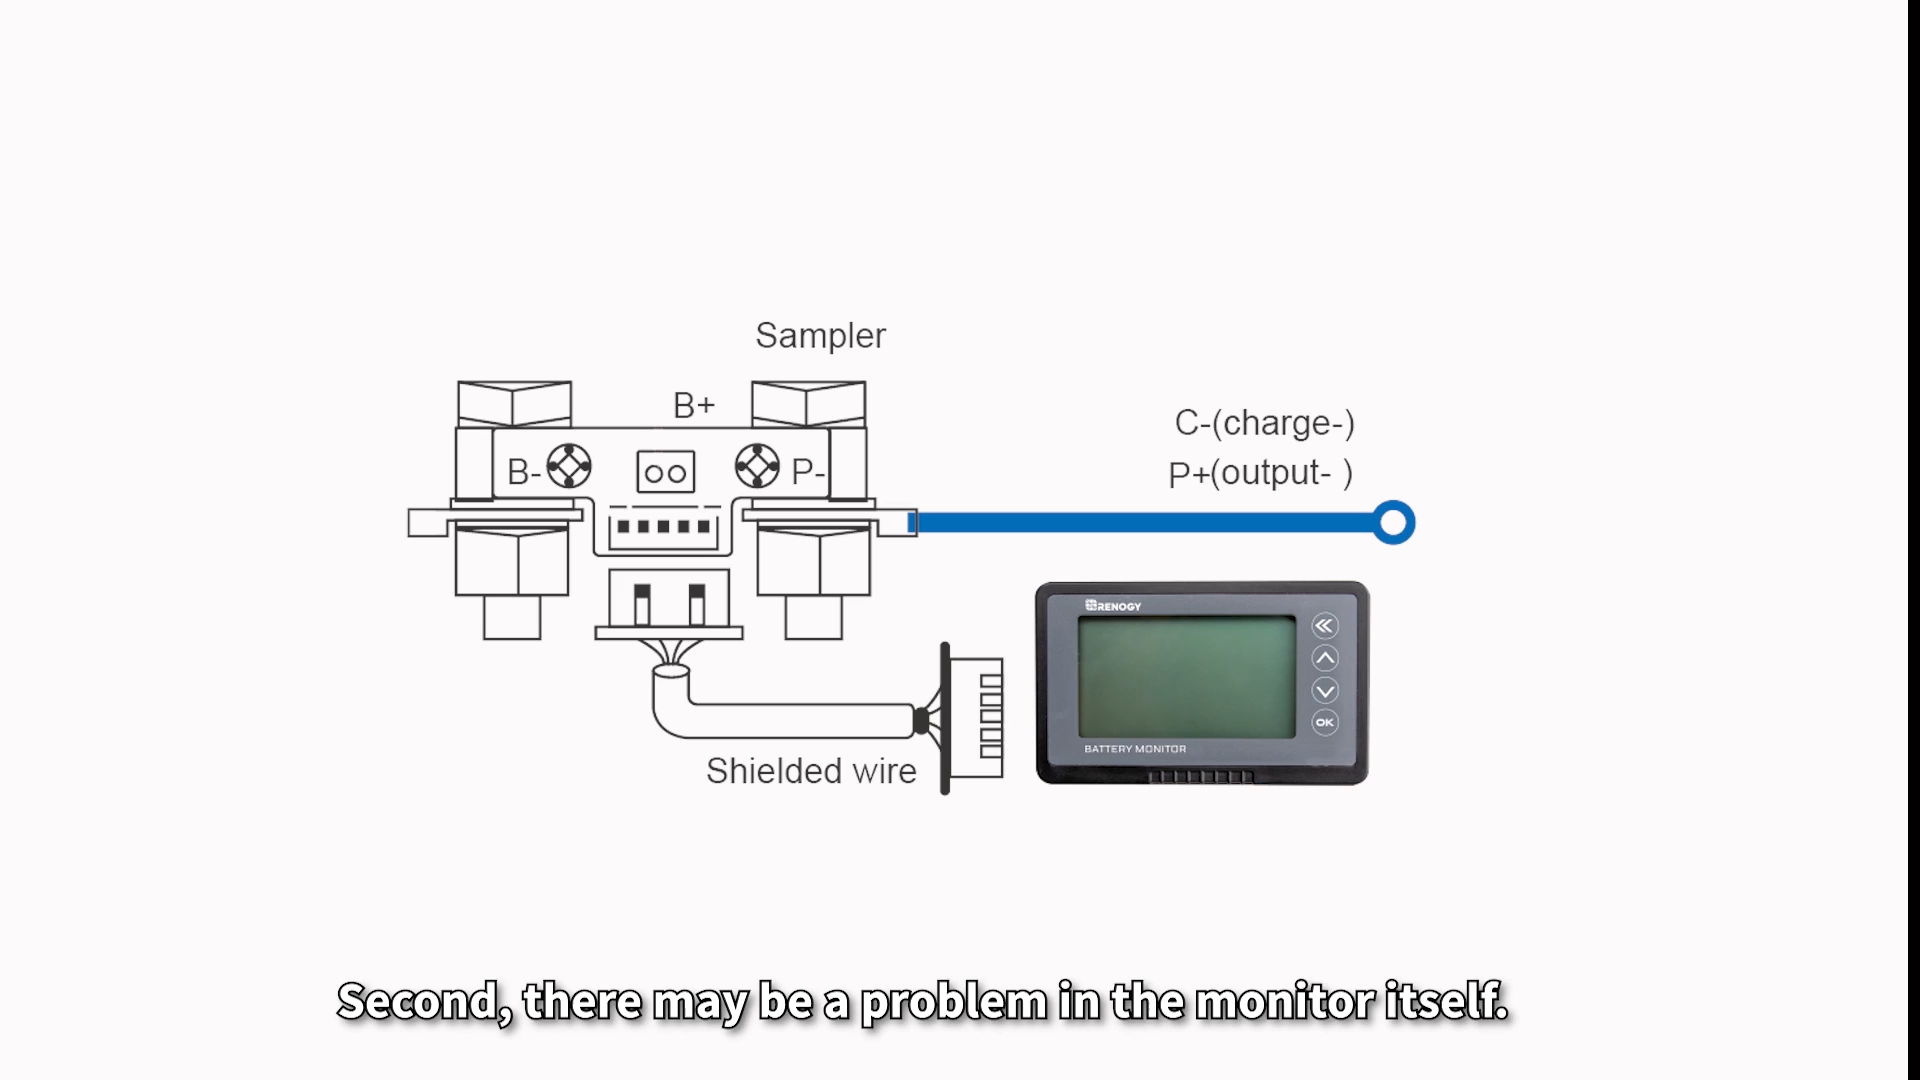 Sampler
B+
B-
P-
C-(charge-)
P+(output- )
RENOGY
OK
BATTERY MONITOR
Shielded wire
Second, there may be a problem in the monitor itself.